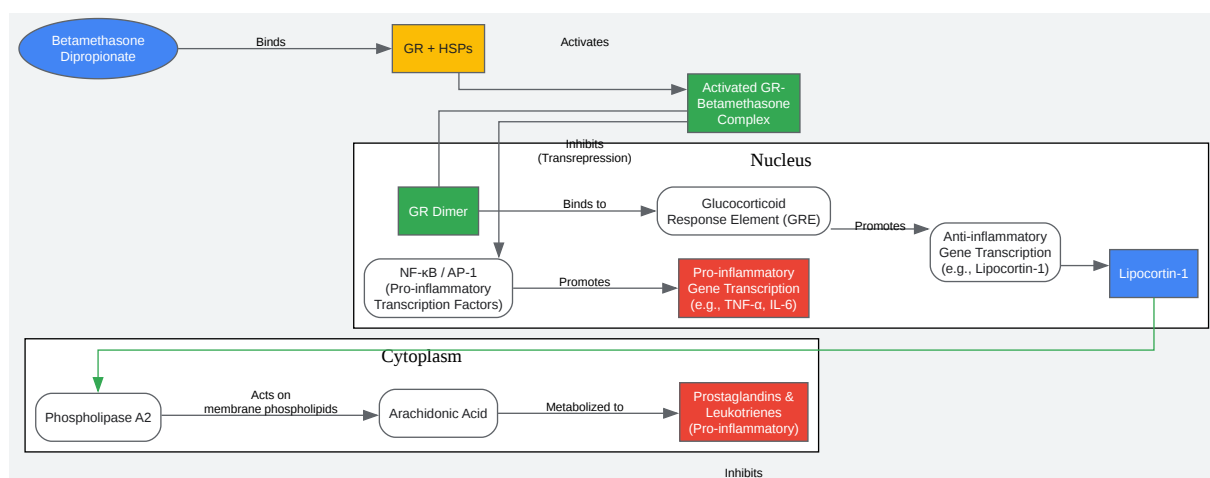 Betamethasone
Dipropionate
Binds
GR + HSPs
Activates
Activated GR-
Betamethasone
Complex
Inhibits
(Transrepression)
Nucleus
GR Dimer
Binds to
Glucocorticoid
Response Element (GRE)
Promotes
Anti-inflammatory
Gene Transcription
(e.g., Lipocortin-1)
Lipocortin-1
NF-κB / AP-1
(Pro-inflammatory
Transcription Factors)
Promotes
Pro-inflammatory
Gene Transcription
(e.g., TNF-α, IL-6)
Cytoplasm
Phospholipase A2
Acts on
membrane phospholipids
Arachidonic Acid
Metabolized to
Prostaglandins &
Leukotrienes
(Pro-inflammatory)
Inhibits